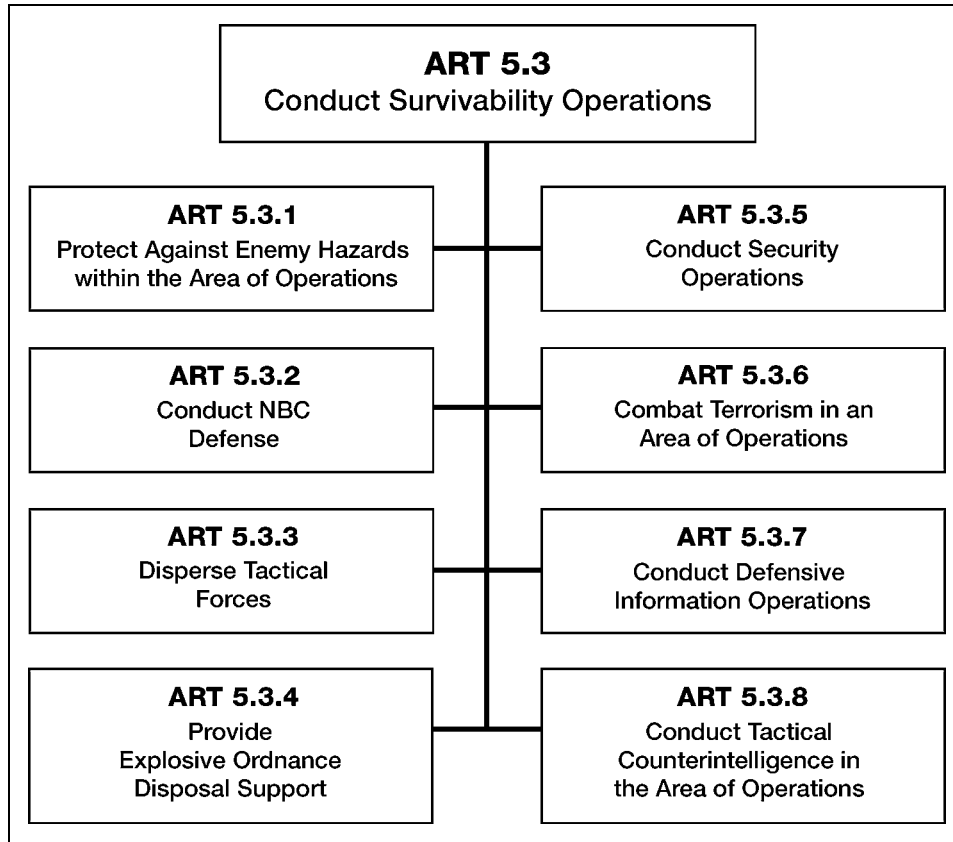 ART 5.3
Conduct Survivability Operations
ART 5.3.1
Protect Against Enemy Hazards
within the Area of Operations
ART 5.3.2
Conduct NBC
Defense
ART 5.3.3
Disperse Tactical
Forces
ART 5.3.4
Provide
Explosive Ordnance
Disposal Support
ART 5.3.5
Conduct Security
Operations
ART 5.3.6
Combat Terrorism in an
Area of Operations
ART 5.3.7
Conduct Defensive
Information Operations
ART 5.3.8
Conduct Tactical
Counterintelligence in
the Area of Operations